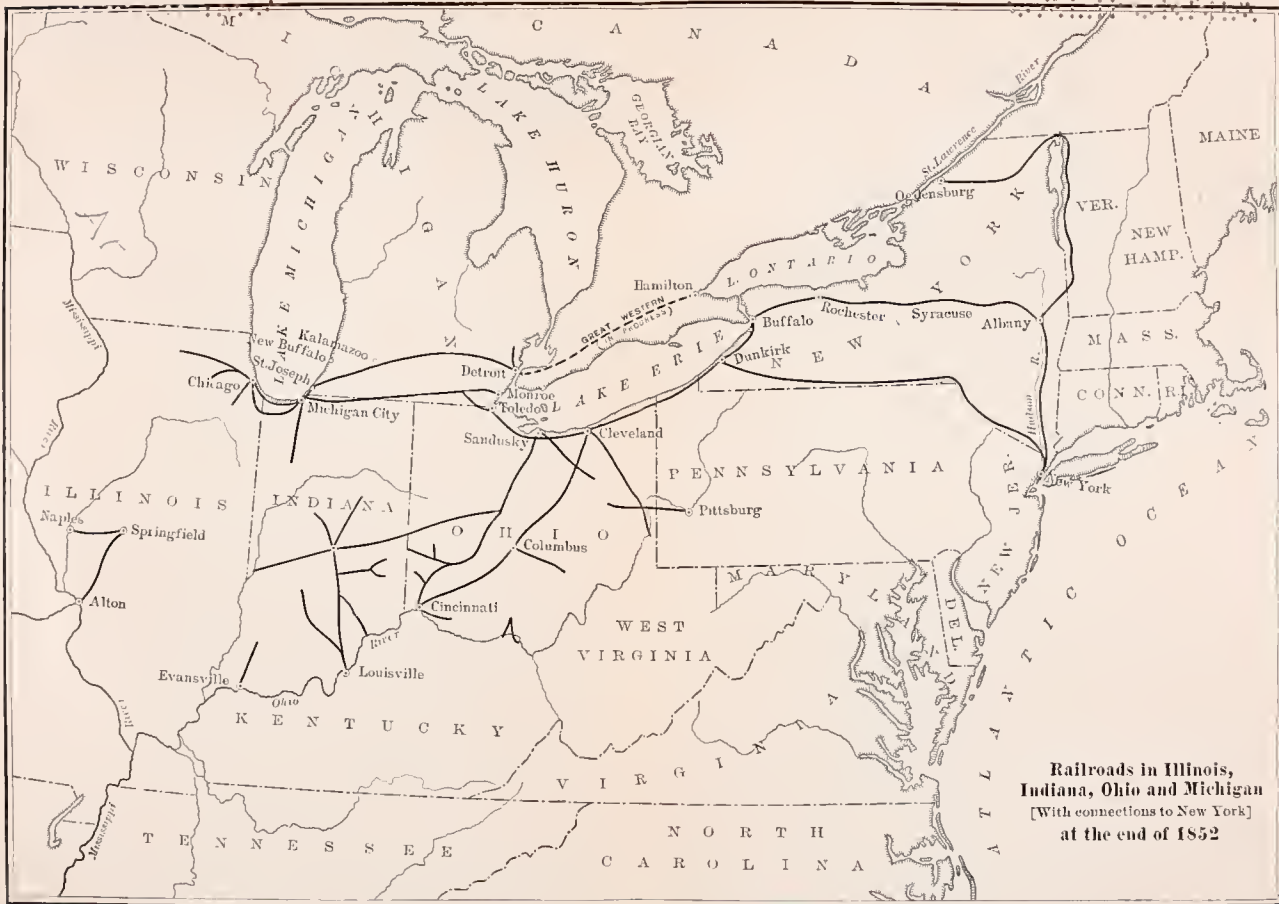 CANADA
MICHIGAN
LAKE HURON
GEORGIAN
BAY
River
St. Lawrence
MAINE
WISCONSIN
LAKE MICHIGAN
Ogdensburg
VER.
NEW
HAMP.
NEW YORK
L. ONTARIO
Hamilton
GREAT WESTERN
(IN PROGRESS)
Mississippi
River
Kalamazoo
New Buffalo
St. Joseph
Chicago
Michigan City
Detroit
Monroe
Toledo
LAKE ERIE
Buffalo
Rochester
Syracuse
Albany
Dunkirk
MASS.
CONN.
R.I.
Hudson R.
Sandusky
Cleveland
PENNSYLVANIA
Pittsburg
New York
NEW JER.
ILLINOIS
INDIANA
OHIO
Naples
Springfield
Columbus
Alton
Cincinnati
MARYLAND
DEL.
WEST
VIRGINIA
River
Evansville
Louisville
Ohio
KENTUCKY
River
VIRGINIA
ATLANTIC OCEAN
Mississippi
TENNESSEE
NORTH
CAROLINA
Railroads in Illinois,
Indiana, Ohio and Michigan
[With connections to New York]
at the end of 1852